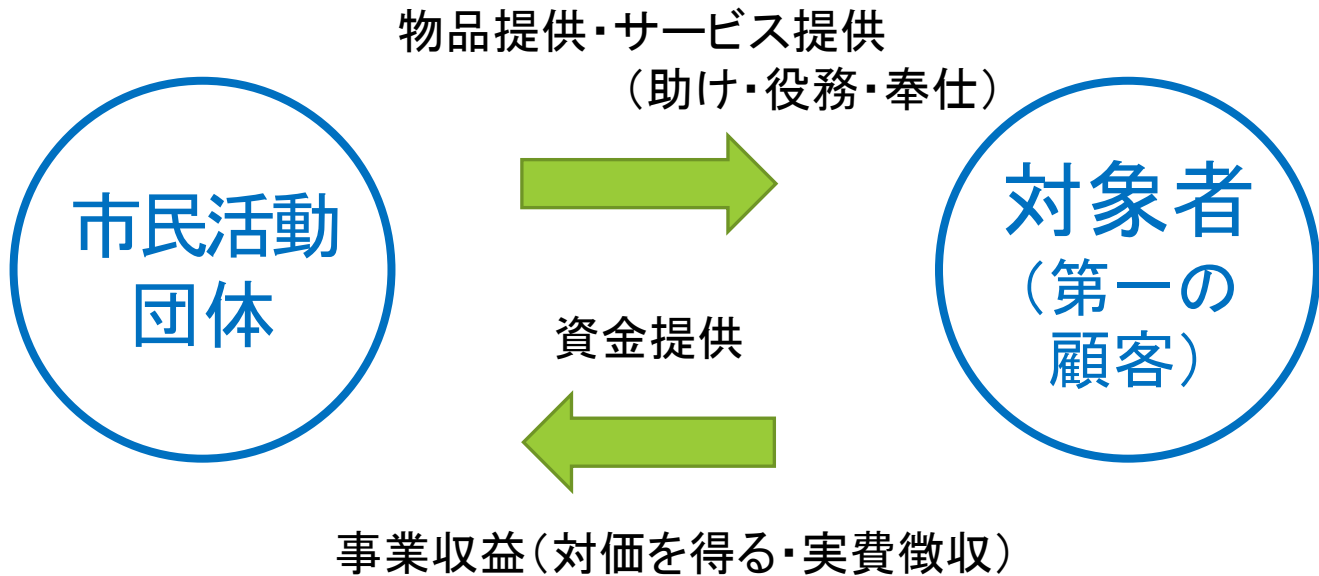 物品提供・サービス提供
（助け・役務・奉仕）
市民活動
団体
対象者
（第一の
顧客）
資金提供
事業収益（対価を得る・実費徴収）